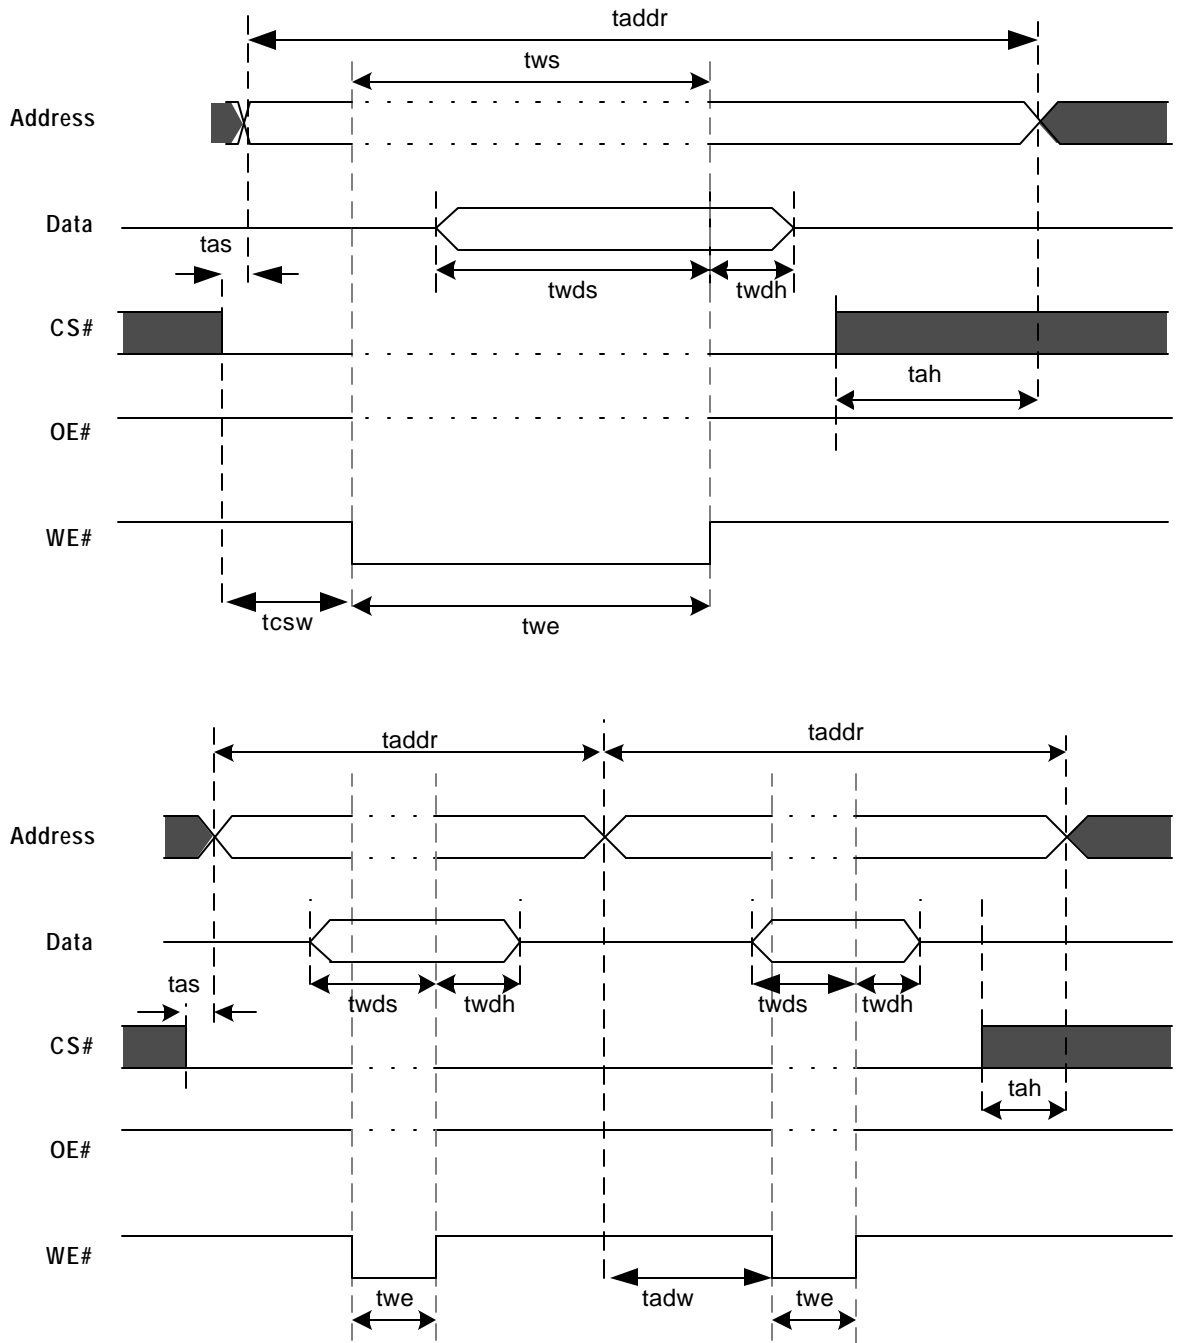 taddr
tws
Address
Data
tas
twds twdh
CS#
tah
OE#
WE#
tcsw twe
taddr taddr
Address
Data
tas
twds twdh twds twdh
CS#
tah
OE#
WE#
twe tadw twe